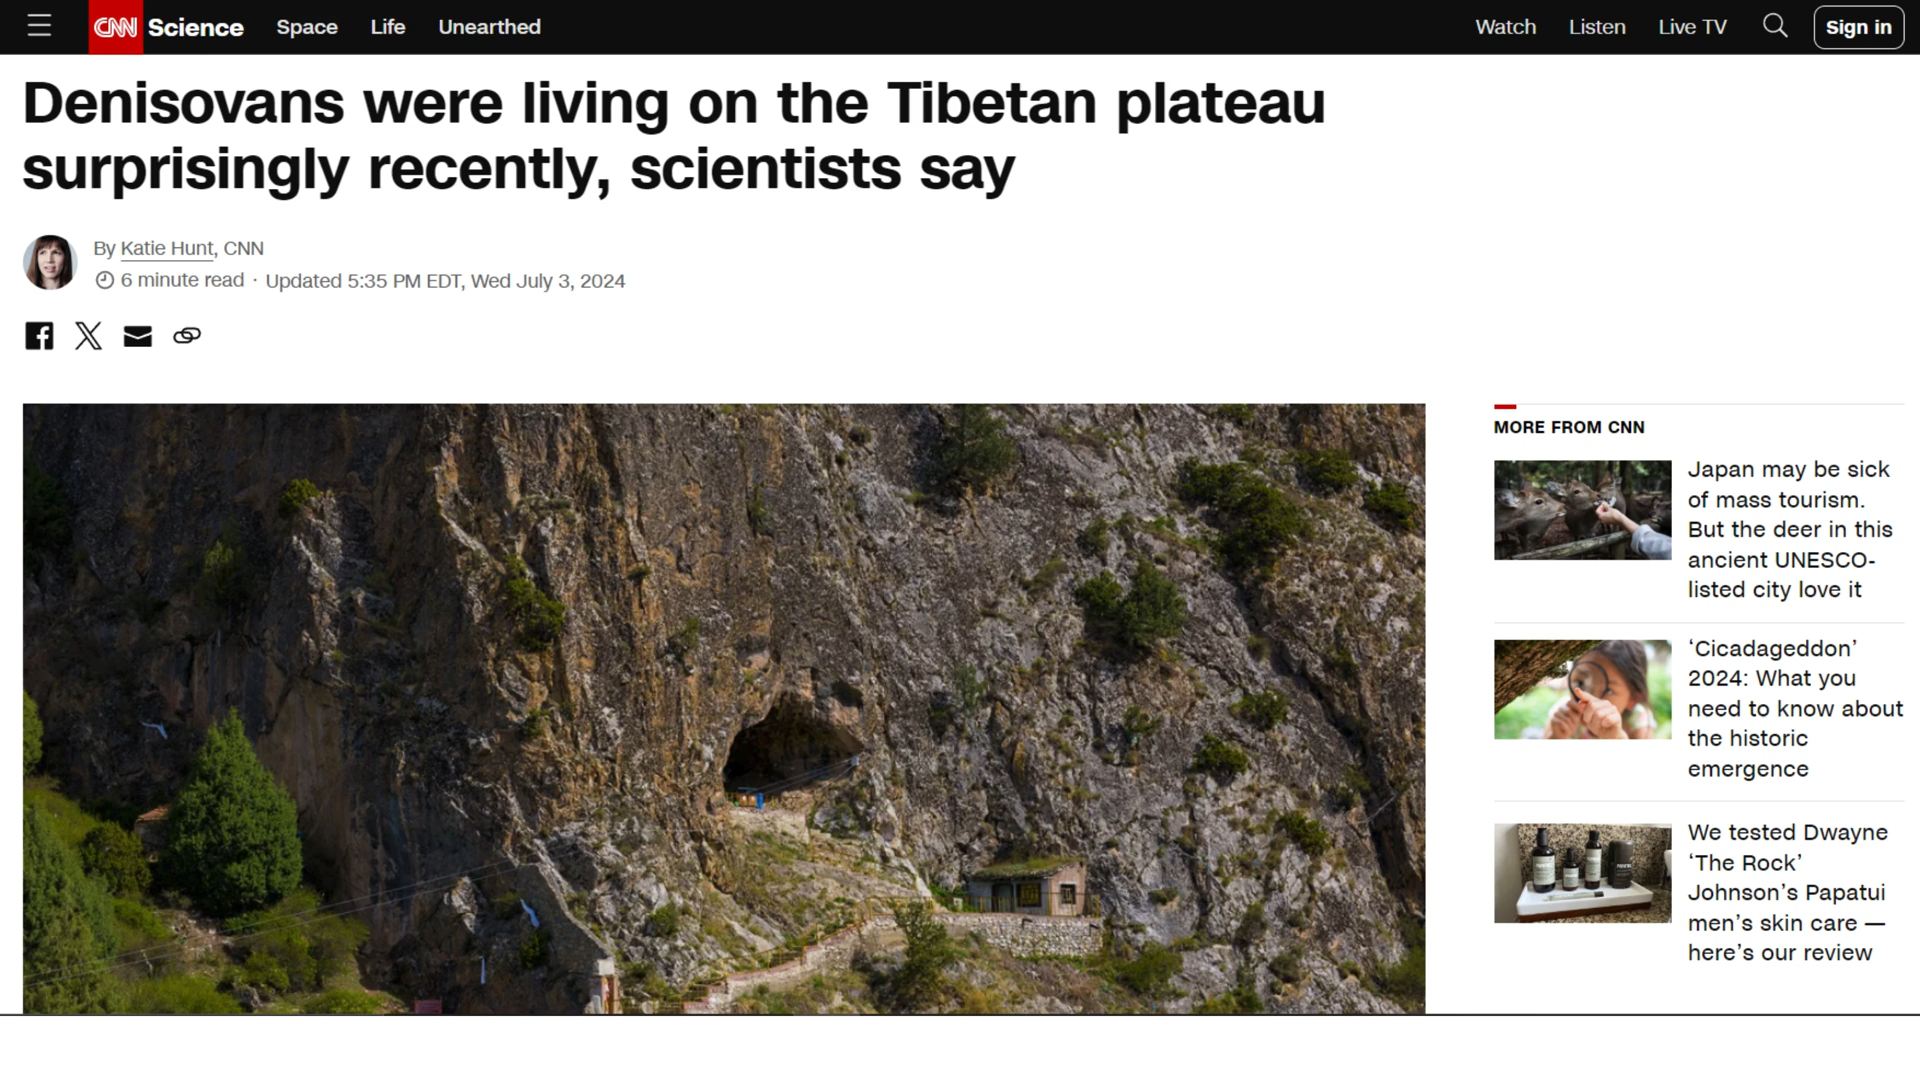 CNN Science Space Life Unearthed Watch Listen Live TV Sign in
Denisovans were living on the Tibetan plateau
surprisingly recently, scientists say
By Katie Hunt, CNN
6 minute read · Updated 5:35 PM EDT, Wed July 3, 2024
MORE FROM CNN
Japan may be sick
of mass tourism.
But the deer in this
ancient UNESCO-
listed city love it
‘Cicadageddon’
2024: What you
need to know about
the historic
emergence
We tested Dwayne
‘The Rock’
Johnson’s Papatui
men’s skin care —
here’s our review